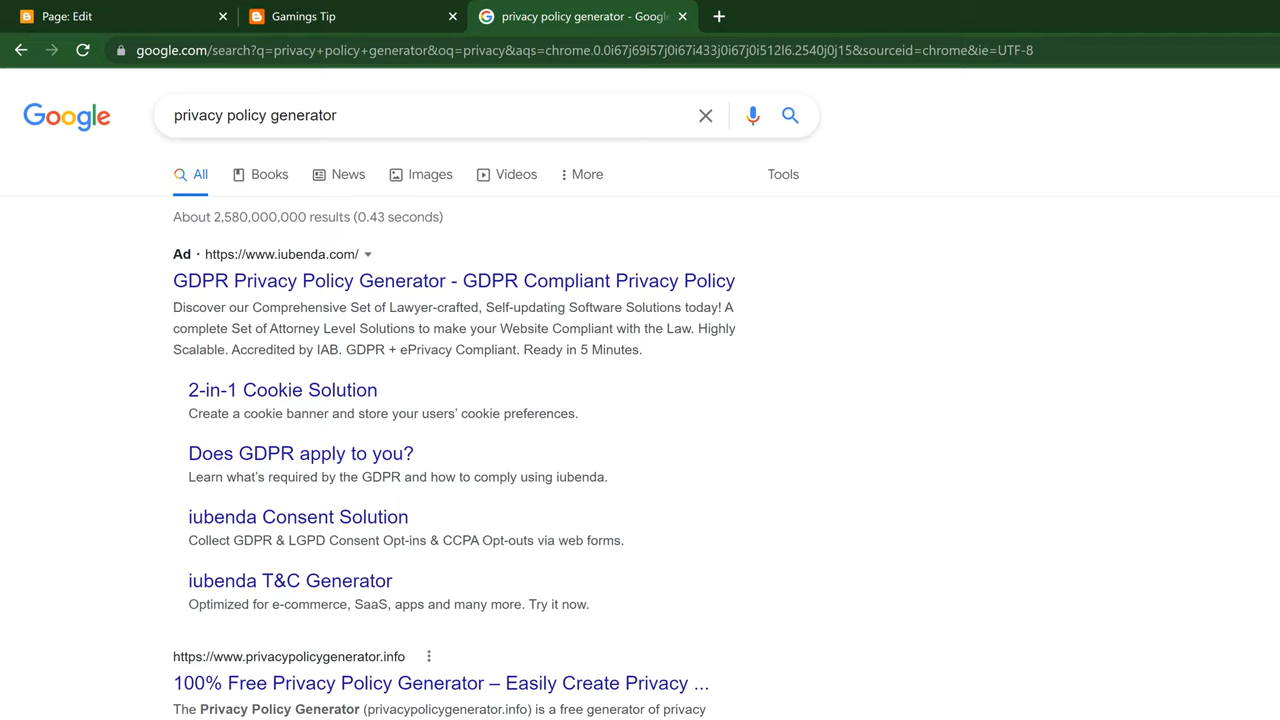 Page: Edit
Gamings Tip
privacy policy generator - Googl
google.com/search?q=privacy+policy+generator&oq=privacy&aqs=chrome.0.0i67j69i57j0i67i433j0i67j0i512l6.2540j0j15&sourceid=chrome&ie=UTF-8
Google
privacy policy generator
All
Books
News
Images
Videos
More
Tools
About 2,580,000,000 results (0.43 seconds)
Ad · https://www.iubenda.com/
GDPR Privacy Policy Generator - GDPR Compliant Privacy Policy
Discover our Comprehensive Set of Lawyer-crafted, Self-updating Software Solutions today! A
complete Set of Attorney Level Solutions to make your Website Compliant with the Law. Highly
Scalable. Accredited by IAB. GDPR + ePrivacy Compliant. Ready in 5 Minutes.
2-in-1 Cookie Solution
Create a cookie banner and store your users’ cookie preferences.
Does GDPR apply to you?
Learn what’s required by the GDPR and how to comply using iubenda.
iubenda Consent Solution
Collect GDPR & LGPD Consent Opt-ins & CCPA Opt-outs via web forms.
iubenda T&C Generator
Optimized for e-commerce, SaaS, apps and many more. Try it now.
https://www.privacypolicygenerator.info
100% Free Privacy Policy Generator – Easily Create Privacy ...
The Privacy Policy Generator (privacypolicygenerator.info) is a free generator of privacy